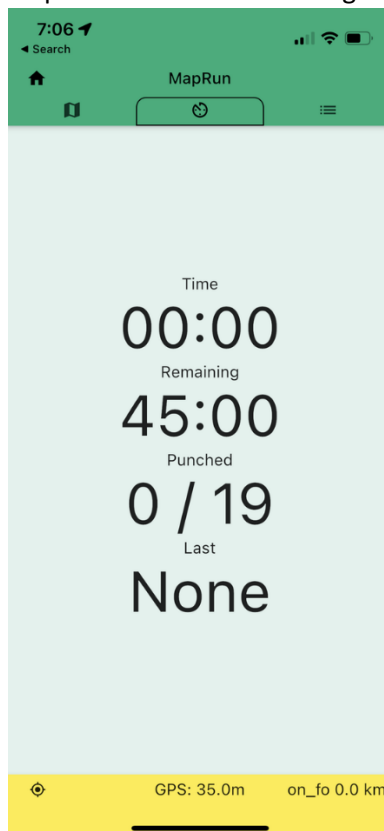 7:06
◄ Search
MapRun
Time
00:00
Remaining
45:00
Punched
0 / 19
Last
None
GPS: 35.0m on_fo 0.0 km